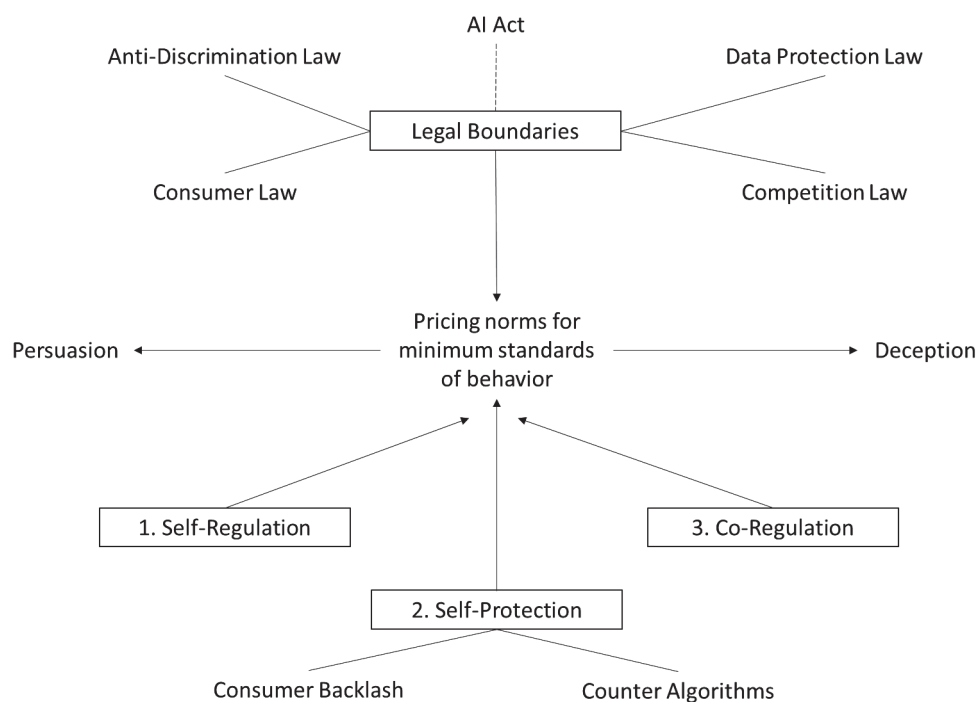 AI Act
Anti-Discrimination Law
Data Protection Law
Legal Boundaries
Consumer Law
Competition Law
Pricing norms for
Persuasion
minimum standards
Deception
of behavior
1. Self-Regulation
3. Co-Regulation
2. Self-Protection
Consumer Backlash
Counter Algorithms